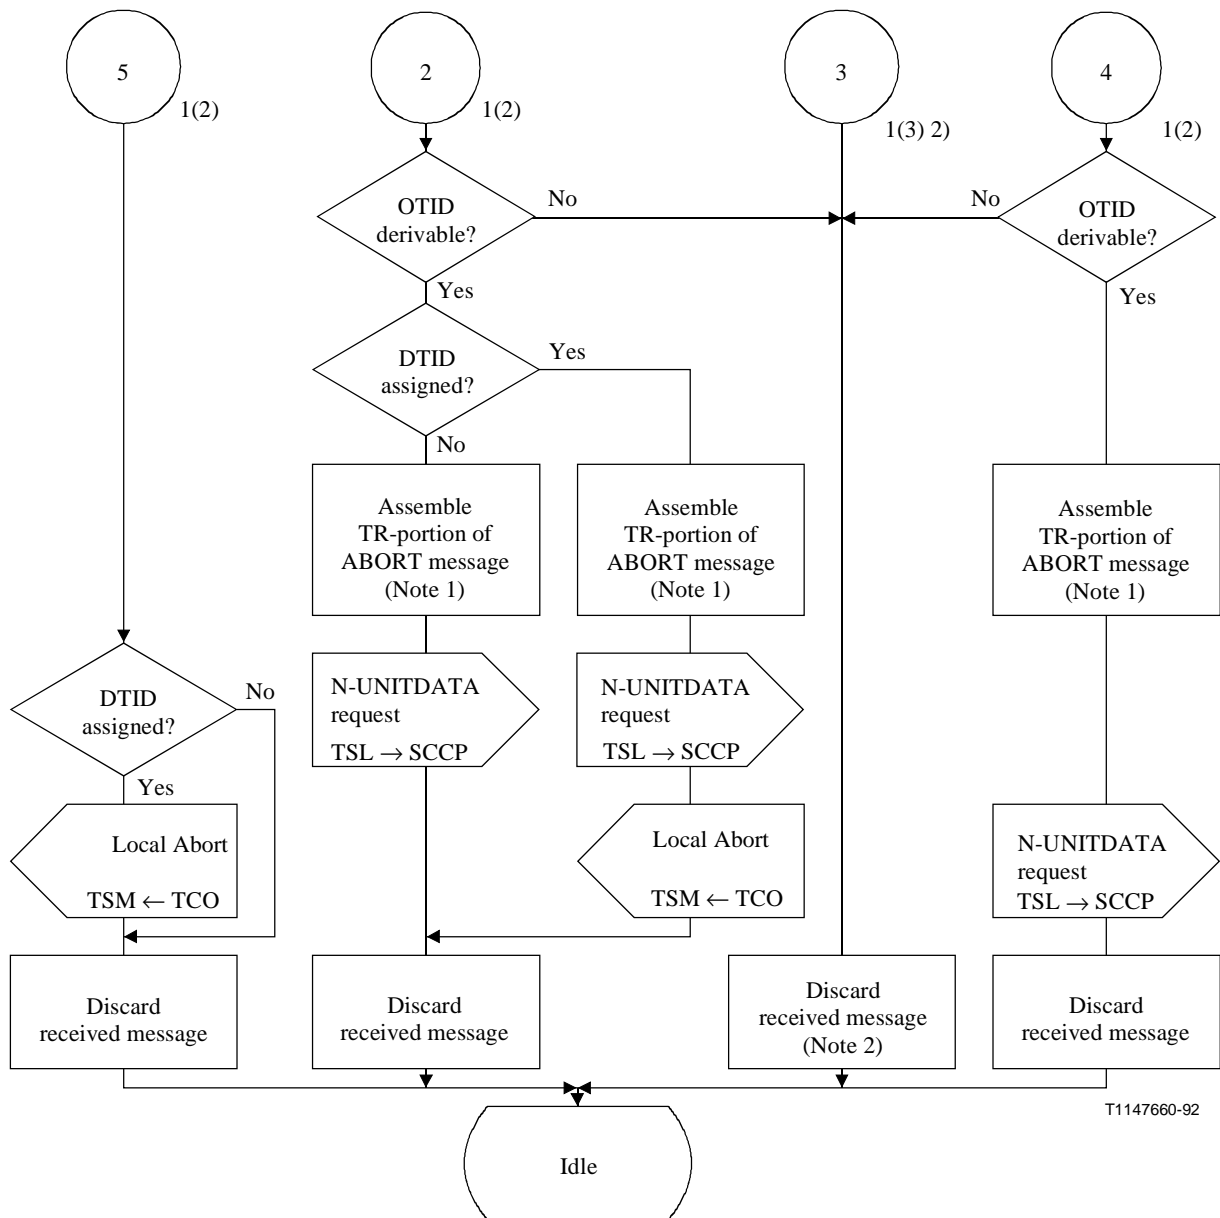 5
2
3
4
1(2)
1(2)
1(3) 2)
1(2)
OTID
derivable?
No
No
OTID
derivable?
Yes
Yes
DTID
assigned?
Yes
No
Assemble
TR-portion of
ABORT message
(Note 1)
Assemble
TR-portion of
ABORT message
(Note 1)
Assemble
TR-portion of
ABORT message
(Note 1)
DTID
assigned?
No
Yes
N-UNITDATA
request
TSL → SCCP
N-UNITDATA
request
TSL → SCCP
Local Abort
TSM ← TCO
Local Abort
TSM ← TCO
N-UNITDATA
request
TSL → SCCP
Discard
received message
Discard
received message
Discard
received message
(Note 2)
Discard
received message
T1147660-92
Idle